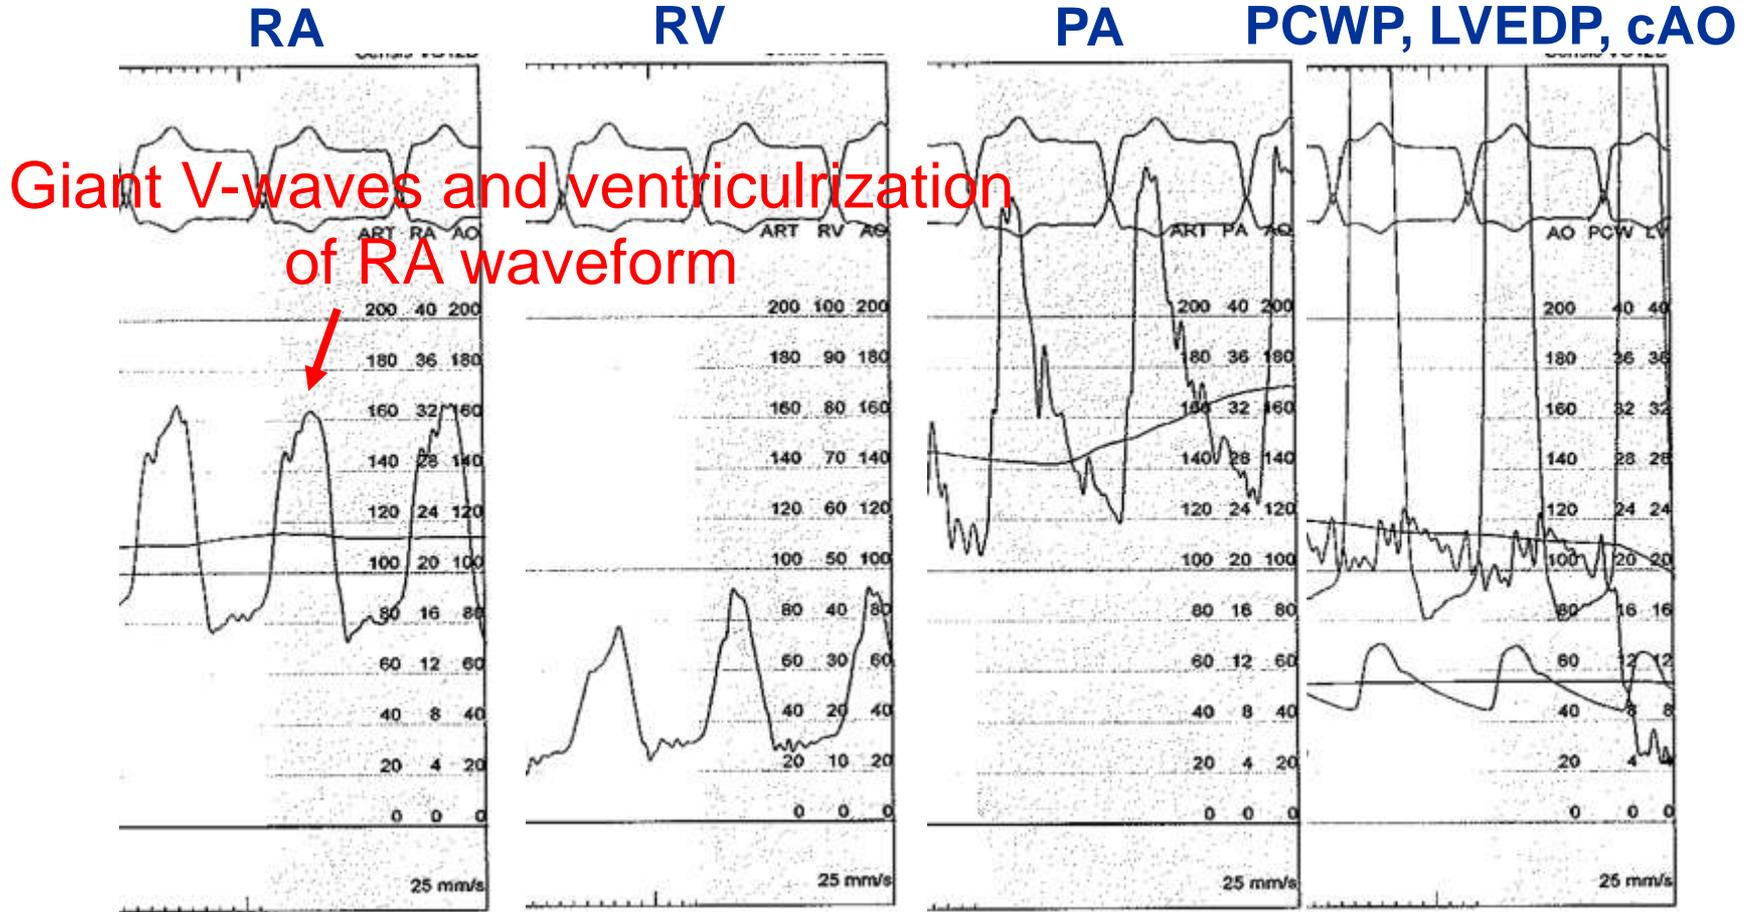 RA
RV
PA
PCWP, LVEDP, cAO
Giant V-waves and ventriculrization
of RA waveform
ART RA AO
200 40 200
180 36 180
160 32 160
140 28 140
120 24 120
100 20 100
80 16 80
60 12 60
40 8 40
20 4 20
0 0 0
25 mm/s
ART RV AO
200 100 200
180 90 180
160 80 160
140 70 140
120 60 120
100 50 100
80 40 80
60 30 60
40 20 40
20 10 20
0 0 0
25 mm/s
ART PA AO
200 40 200
180 36 180
160 32 160
140 28 140
120 24 120
100 20 100
80 16 80
60 12 60
40 8 40
20 4 20
0 0 0
25 mm/s
AO PCW LV
200 40 40
180 36 36
160 32 32
140 28 28
120 24 24
100 20 20
80 16 16
60 12 12
40 8 8
20 4 4
0 0 0
25 mm/s